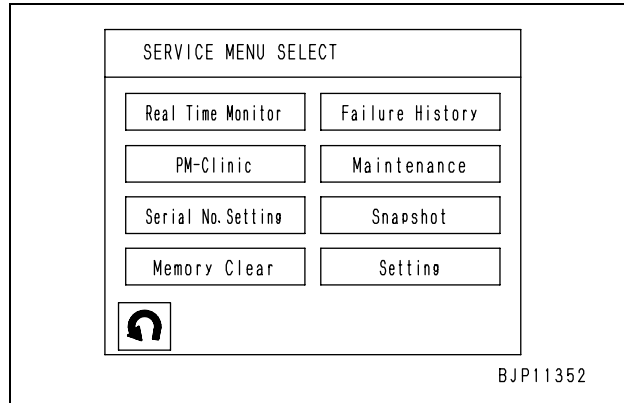 SERVICE MENU SELECT
Real Time Monitor
Failure History
PM-Clinic
Maintenance
Serial No. Setting
Snapshot
Memory Clear
Setting
BJP11352